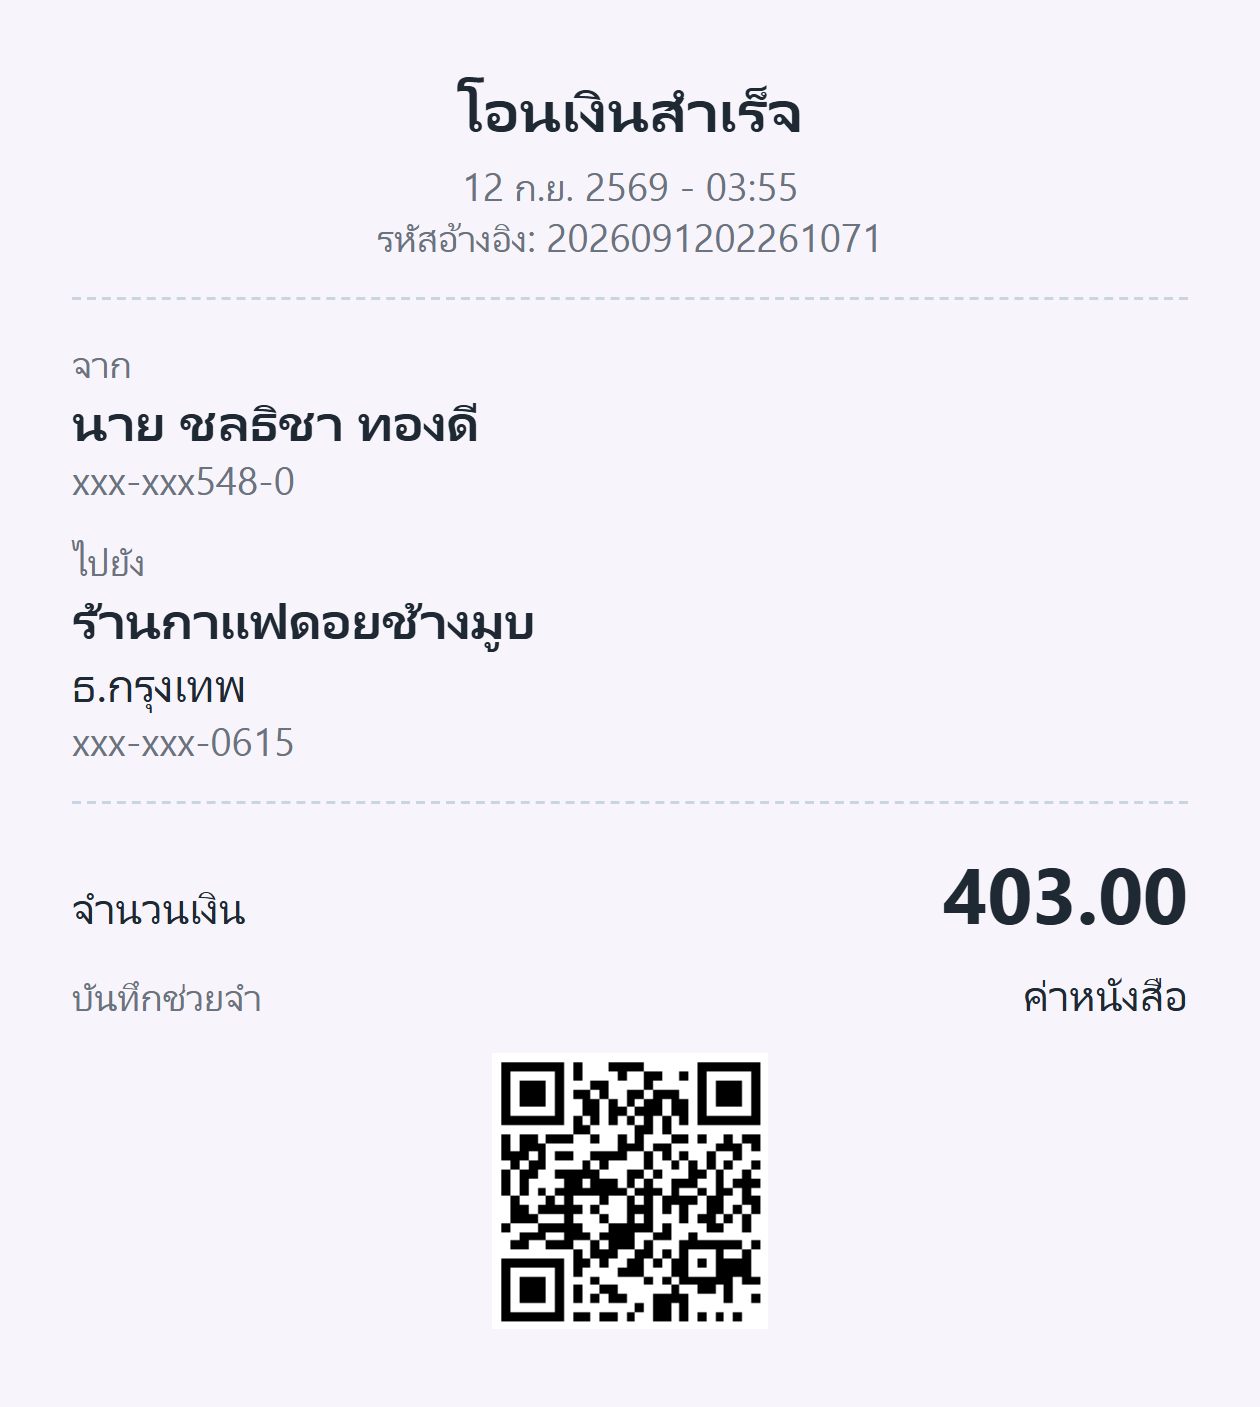 โอนเงินสำเร็จ
12 ก.ย. 2569 - 03:55
รหัสอ้างอิง: 2026091202261071
จาก
นาย ชลธิชา ทองดี
xxx-xxx548-0
ไปยัง
ร้านกาแฟดอยช้างมูบ
ธ.กรุงเทพ
xxx-xxx-0615
จำนวนเงิน 403.00
บันทึกช่วยจำ ค่าหนังสือ